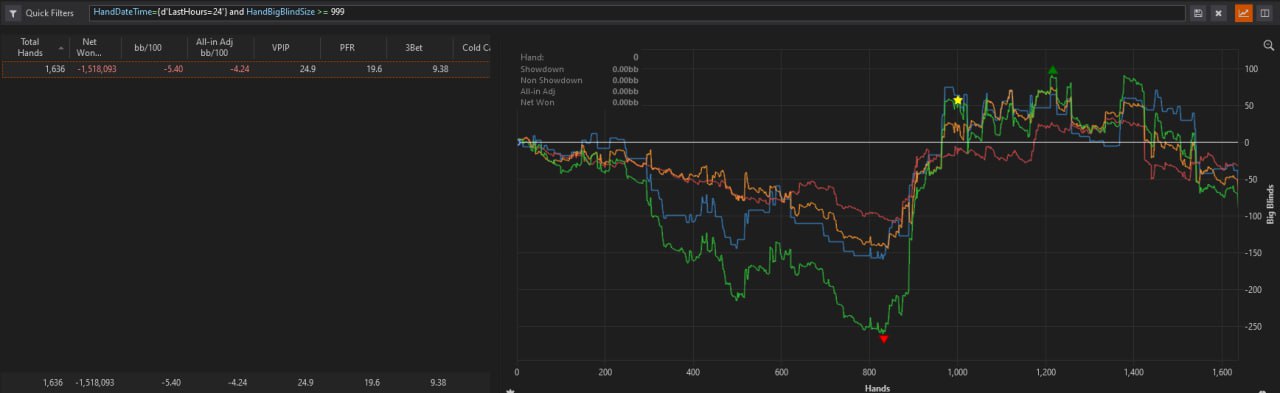 Quick Filters HandDateTime={d'LastHours=24'} and HandBigBlindSize >= 999
Total Hands Net Won... bb/100 All-in Adj bb/100 VPIP PFR 3Bet Cold Ca
1,636 -1,518,093 -5.40 -4.24 24.9 19.6 9.38
1,636 -1,518,093 -5.40 -4.24 24.9 19.6 9.38
Hand: 0
Showdown 0.00bb
Non Showdown 0.00bb
All-in Adj 0.00bb
Net Won 0.00bb
100
50
0
-50
-100
-150
-200
-250
Big Blinds
0 200 400 600 800 1,000 1,200 1,400 1,600
Hands